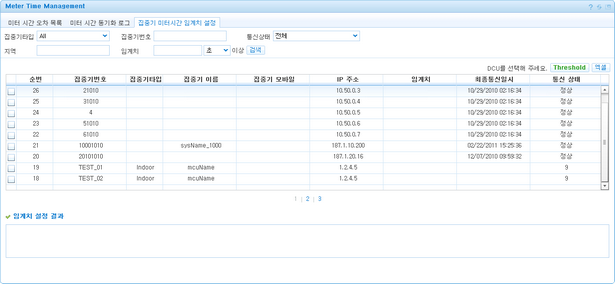 Meter Time Management
미터 시간 오차 목록 미터 시간 동기화 로그 집중기 미터시간 임계치 설정
집중기타입 All 집중기번호 통신상태 전체
지역 임계치 초 이상 검색
DCU를 선택해 주세요. Threshold 엑셀
순번 집중기번호 집중기타입 집중기 이름 집중기 모바일 IP 주소 임계치 최종통신일시 통신 상태
26 21010 10.50.0.3 10/29/2010 02:16:34 정상
25 31010 10.50.0.4 10/29/2010 02:16:34 정상
24 4 10.50.0.5 10/29/2010 02:16:34 정상
23 51010 10.50.0.6 10/29/2010 02:16:34 정상
22 61010 10.50.0.7 10/29/2010 02:16:34 정상
21 10001010 sysName_1000 187.1.10.200 02/22/2011 15:25:36 정상
20 20101010 187.1.20.16 12/07/2010 09:59:32 정상
19 TEST_01 Indoor mcuName 1.2.4.5 9
18 TEST_02 Indoor mcuName 1.2.4.5 9
1 | 2 | 3
임계치 설정 결과